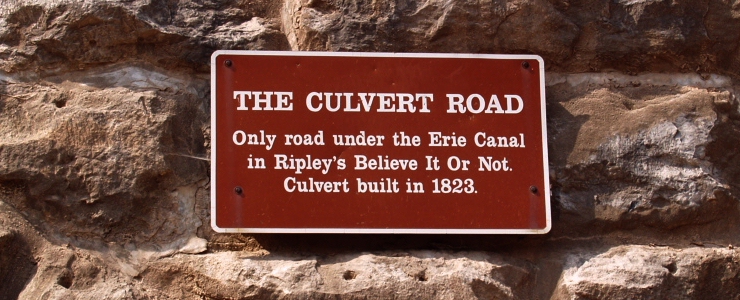 THE CULVERT ROAD
Only road under the Erie Canal
in Ripley's Believe It Or Not.
Culvert built in 1823.